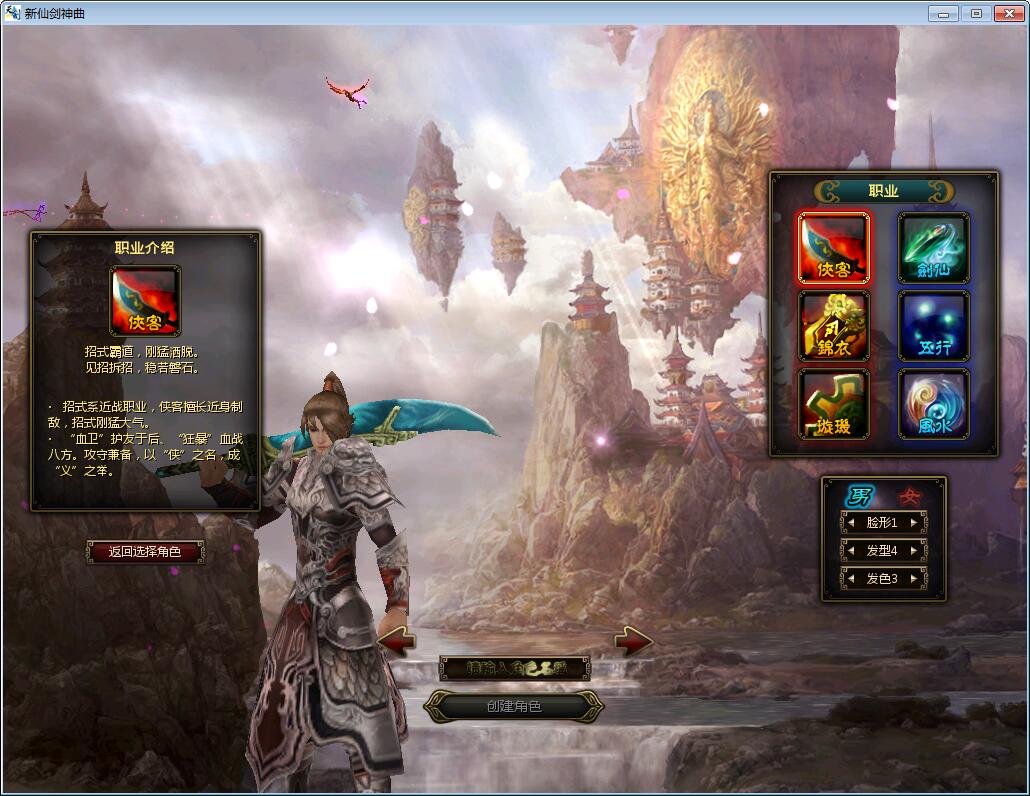 新仙剑神曲
职业介绍
侠客
招式霸道，刚猛洒脱。
见招拆招，稳若磐石。
· 招式系近战职业，侠客擅长近身制
敌，招式刚猛大气。
· “血卫”护友于后、“狂暴”血战
八方。攻守兼备，以“侠”之名，成
“义”之举。
返回选择角色
职业
俠客
劍仙
錦衣
五行
璇璣
風水
男
女
脸形1
发型4
发色3
請輸入角色名稱
创建角色